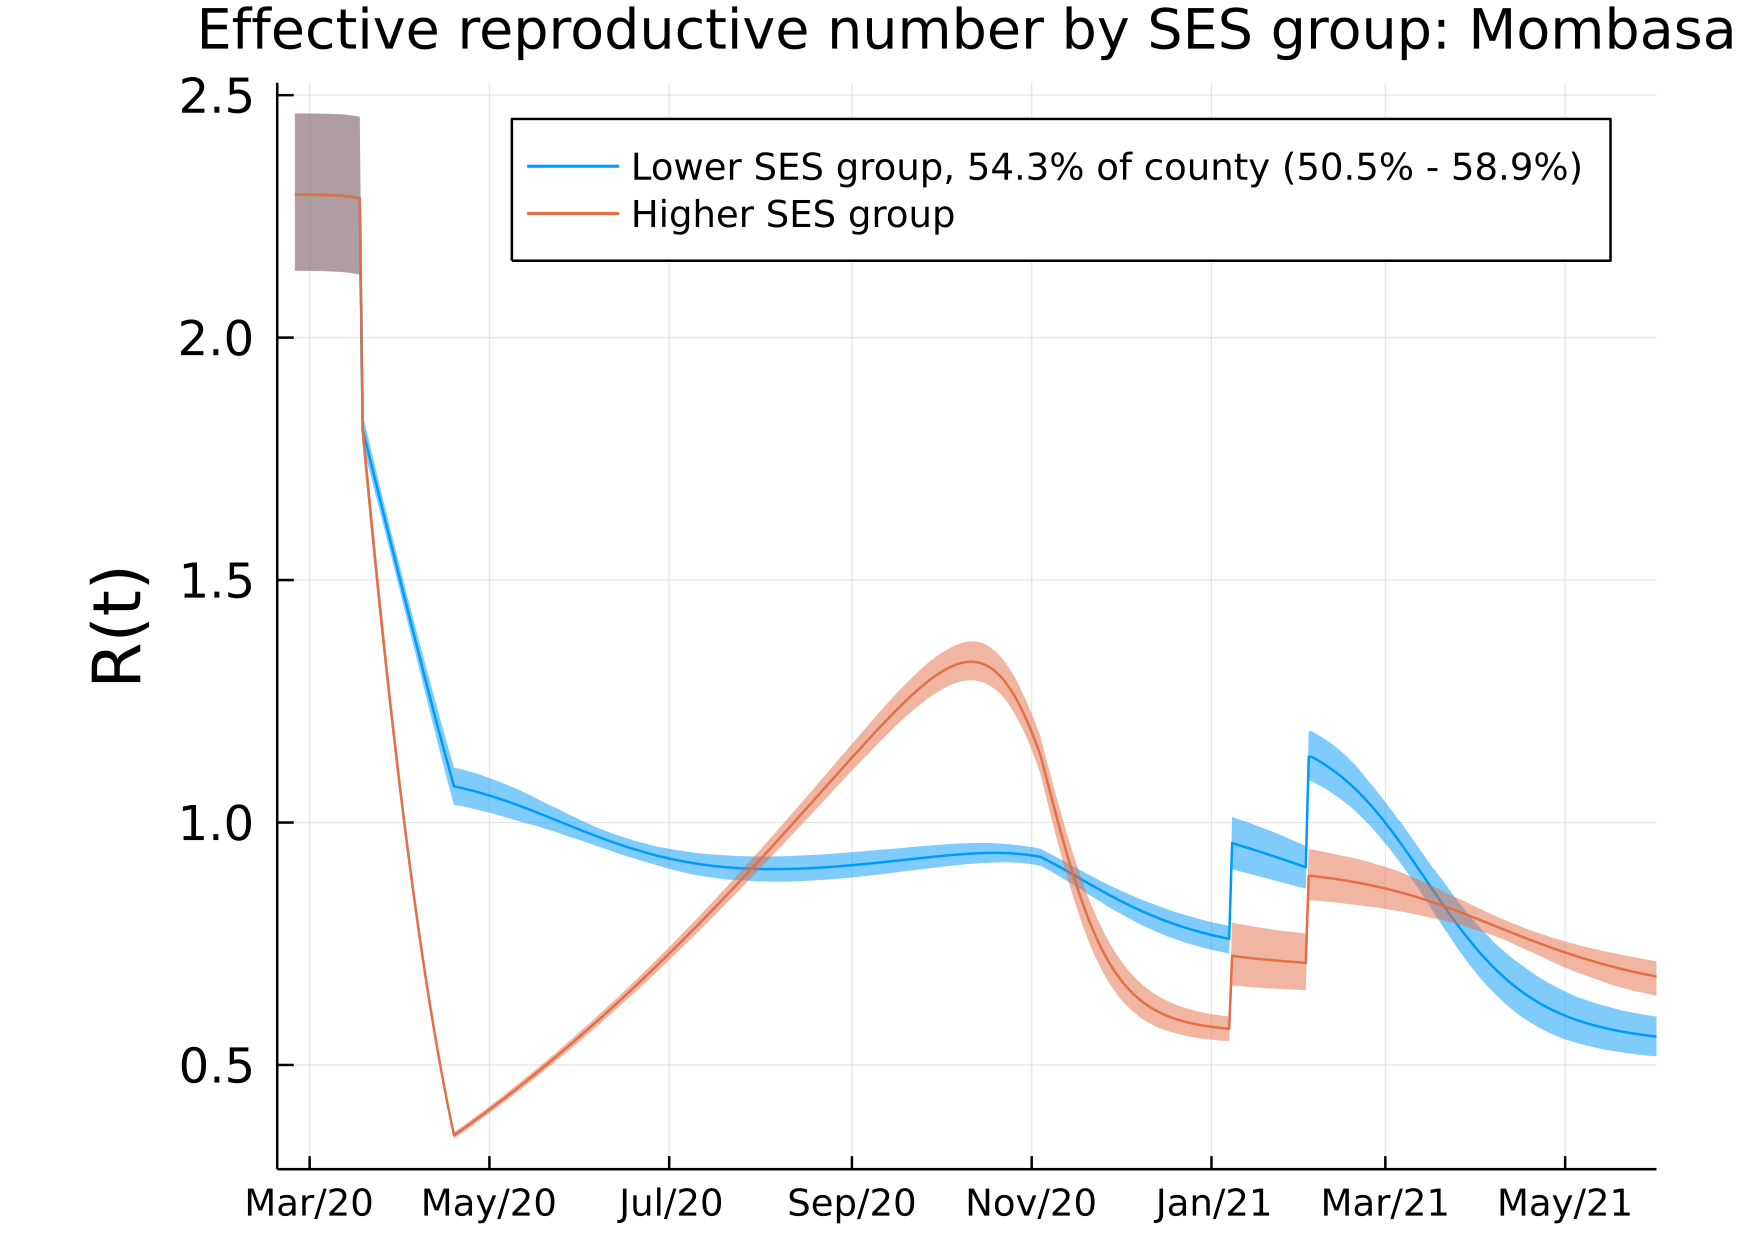 Effective reproductive number by SES group: Mombasa
2.5
2.0
1.5
1.0
0.5
R(t)
Lower SES group, 54.3% of county (50.5% - 58.9%)
Higher SES group
Mar/20 May/20 Jul/20 Sep/20 Nov/20 Jan/21 Mar/21 May/21